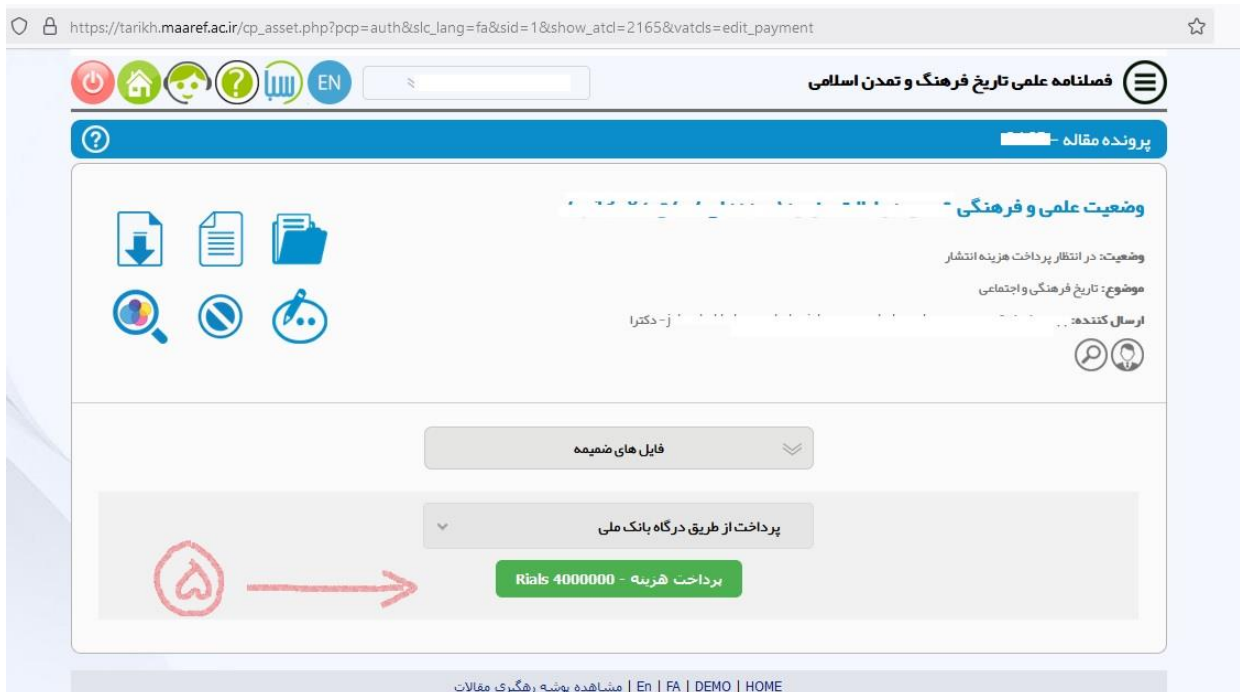 https://tarikh.maaref.ac.ir/cp_asset.php?pcp=auth&slc_lang=fa&sid=1&show_atcl=2165&vatcls=edit_payment
فصلنامه علمی تاریخ فرهنگ و تمدن اسلامی
EN
پرونده مقاله -
وضعیت علمی و فرهنگی
وضعیت: در انتظار پرداخت هزینه انتشار
موضوع: تاریخ فرهنگی و اجتماعی
ارسال کننده:
- دکترا
فایل های ضمیمه
پرداخت از طریق درگاه بانک ملی
پرداخت هزینه - 4000000 Rials
۵
HOME | DEMO | FA | En | مشاهده پوشه رهگیری مقالات